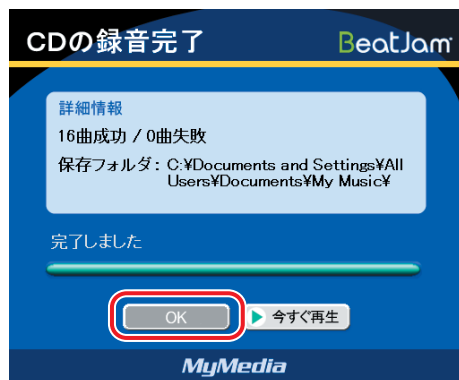 CDの録音完了
BeatJam
詳細情報
16曲成功 / 0曲失敗
保存フォルダ: C:¥Documents and Settings¥All
Users¥Documents¥My Music¥
完了しました
OK
今すぐ再生
MyMedia